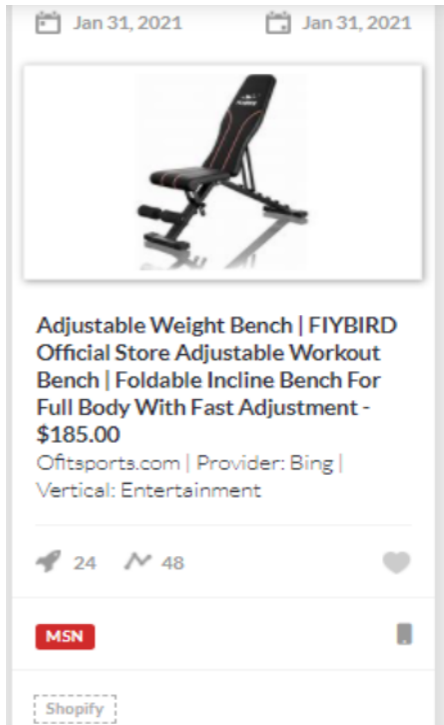 Jan 31, 2021 Jan 31, 2021
Adjustable Weight Bench | FIYBIRD
Official Store Adjustable Workout
Bench | Foldable Incline Bench For
Full Body With Fast Adjustment -
$185.00
Ofitsports.com | Provider: Bing |
Vertical: Entertainment
24 48
MSN
Shopify